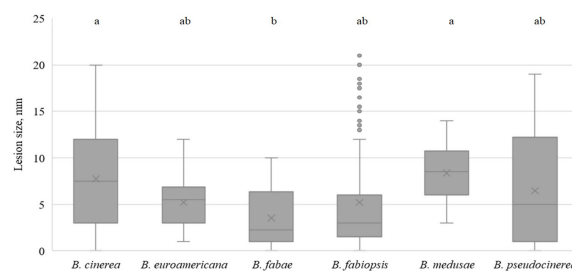 25 a ab b ab a ab
20
15
10
5
0
Lesion size, mm
B. cinerea B. euroamericana B. fabae B. fabiopsis B. medusae B. pseudocinerea